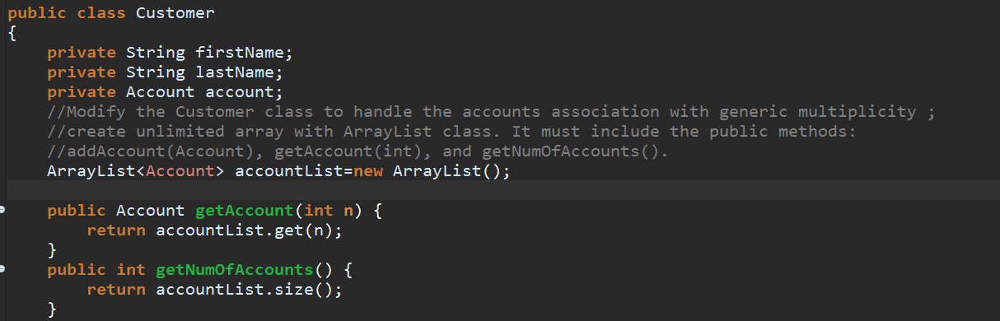 public class Customer
{
    private String firstName;
    private String lastName;
    private Account account;
    //Modify the Customer class to handle the accounts association with generic multiplicity ;
    //create unlimited array with ArrayList class. It must include the public methods:
    //addAccount(Account), getAccount(int), and getNumOfAccounts().
    ArrayList<Account> accountList=new ArrayList();
    public Account getAccount(int n) {
        return accountList.get(n);
    }
    public int getNumOfAccounts() {
        return accountList.size();
    }